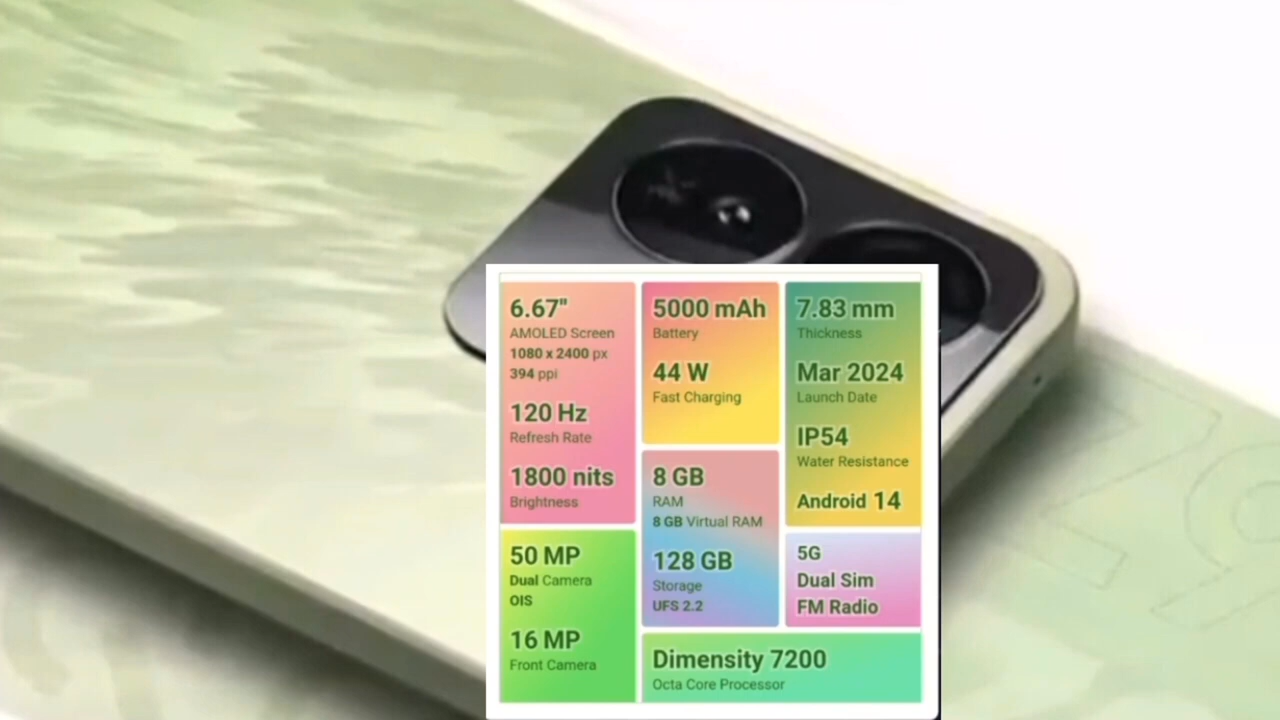 6.67"
AMOLED Screen
1080 x 2400 px
394 ppi
120 Hz
Refresh Rate
1800 nits
Brightness
50 MP
Dual Camera
OIS
16 MP
Front Camera
5000 mAh
Battery
44 W
Fast Charging
8 GB
RAM
8 GB Virtual RAM
128 GB
Storage
UFS 2.2
7.83 mm
Thickness
Mar 2024
Launch Date
IP54
Water Resistance
Android 14
5G
Dual Sim
FM Radio
Dimensity 7200
Octa Core Processor